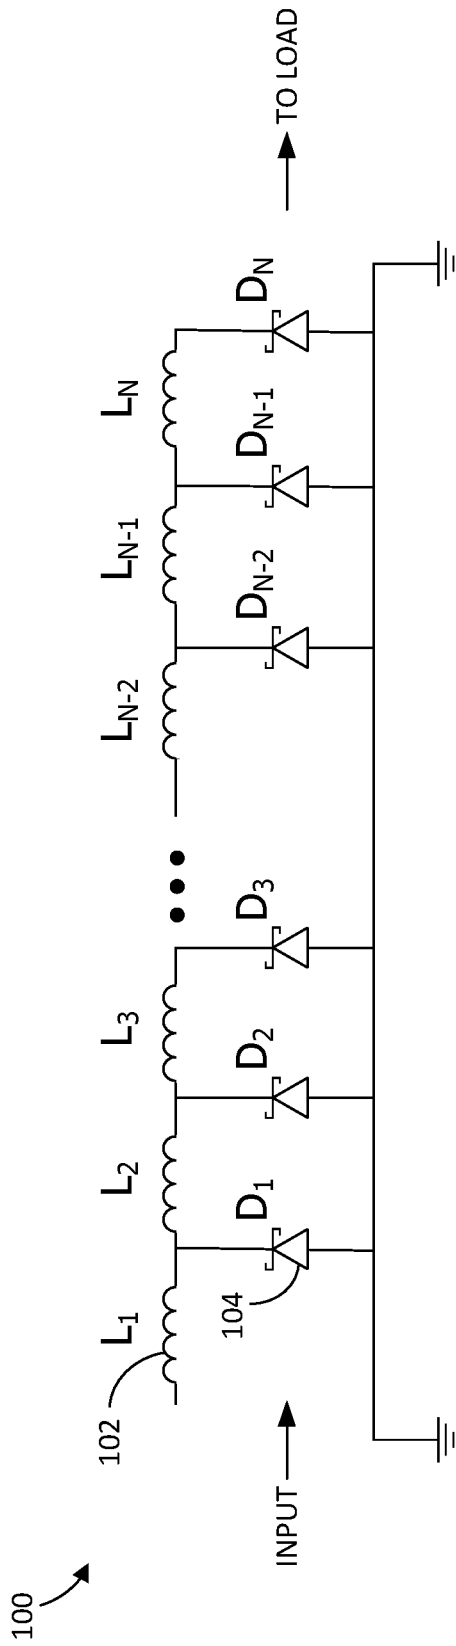 100
L1
L2
L3
LN-2
LN-1
LN
102
104
D1
D2
D3
DN-2
DN-1
DN
INPUT
TO LOAD